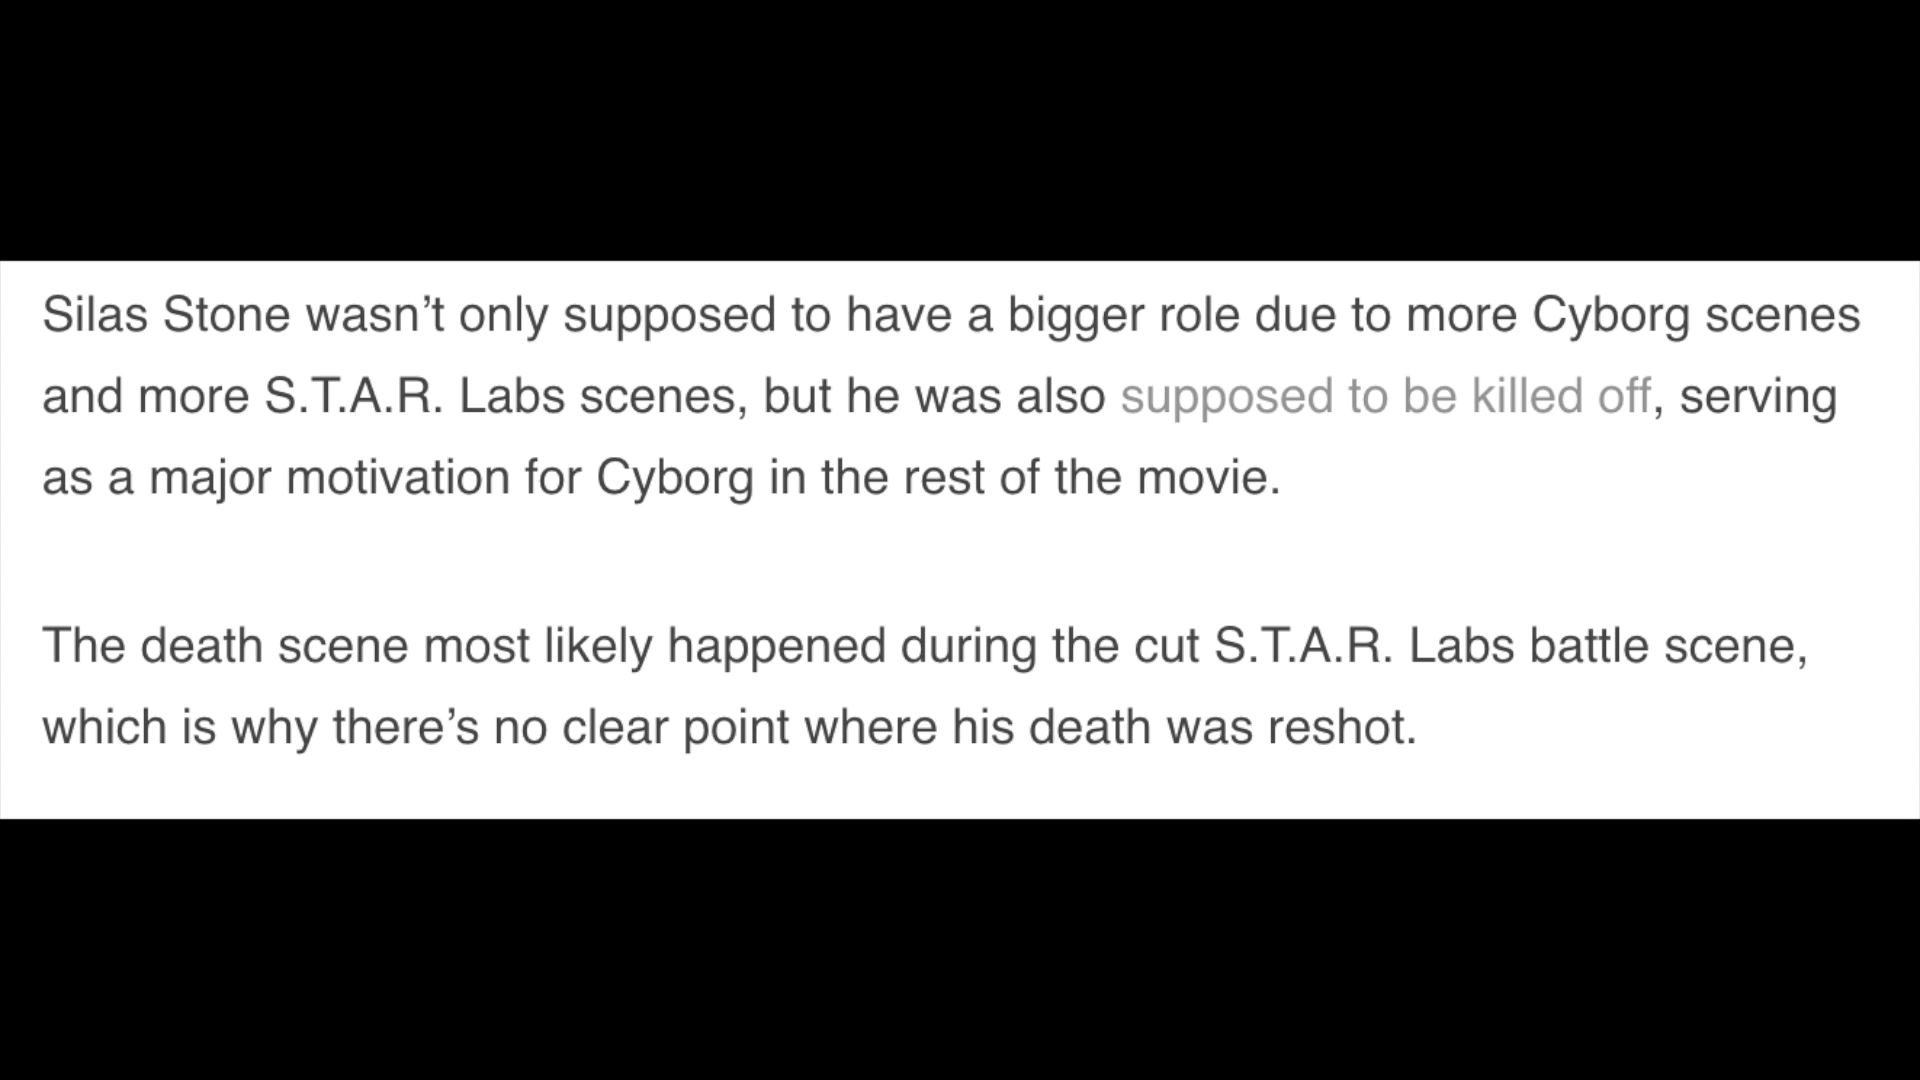 Silas Stone wasn’t only supposed to have a bigger role due to more Cyborg scenes
and more S.T.A.R. Labs scenes, but he was also supposed to be killed off, serving
as a major motivation for Cyborg in the rest of the movie.
The death scene most likely happened during the cut S.T.A.R. Labs battle scene,
which is why there’s no clear point where his death was reshot.